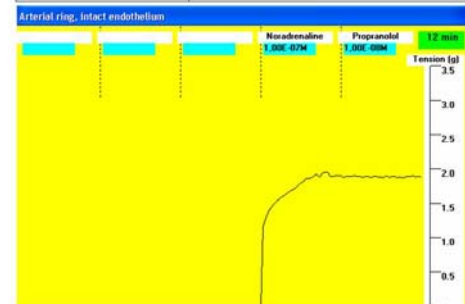 Arterial ring, intact endothelium
Noradrenaline Propranolol 12 min
1,00E-07M 1,00E-08M
Tension (g)
3.5
3.0
2.5
2.0
1.5
1.0
0.5